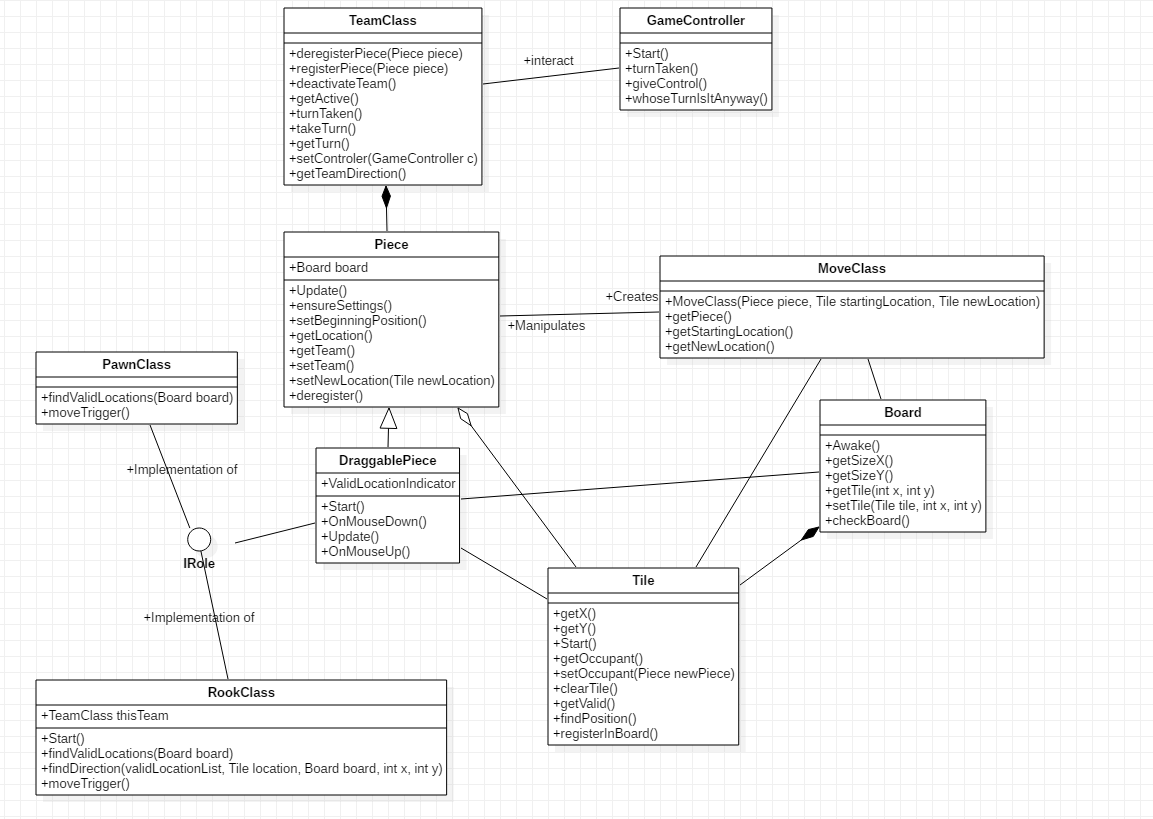 TeamClass
+deregisterPiece(Piece piece)
+registerPiece(Piece piece)
+deactivateTeam()
+getActive()
+turnTaken()
+takeTurn()
+getTurn()
+setControler(GameController c)
+getTeamDirection()
+interact
GameController
+Start()
+turnTaken()
+giveControl()
+whoseTurnIsItAnyway()
Piece
+Board board
+Update()
+ensureSettings()
+setBeginningPosition()
+getLocation()
+getTeam()
+setTeam()
+setNewLocation(Tile newLocation)
+deregister()
+Creates
+Manipulates
MoveClass
+MoveClass(Piece piece, Tile startingLocation, Tile newLocation)
+getPiece()
+getStartingLocation()
+getNewLocation()
PawnClass
+findValidLocations(Board board)
+moveTrigger()
+Implementation of
DraggablePiece
+ValidLocationIndicator
+Start()
+OnMouseDown()
+Update()
+OnMouseUp()
Board
+Awake()
+getSizeX()
+getSizeY()
+getTile(int x, int y)
+setTile(Tile tile, int x, int y)
+checkBoard()
IRole
+Implementation of
Tile
+getX()
+getY()
+Start()
+getOccupant()
+setOccupant(Piece newPiece)
+clearTile()
+getValid()
+findPosition()
+registerInBoard()
RookClass
+TeamClass thisTeam
+Start()
+findValidLocations(Board board)
+findDirection(validLocationList, Tile location, Board board, int x, int y)
+moveTrigger()